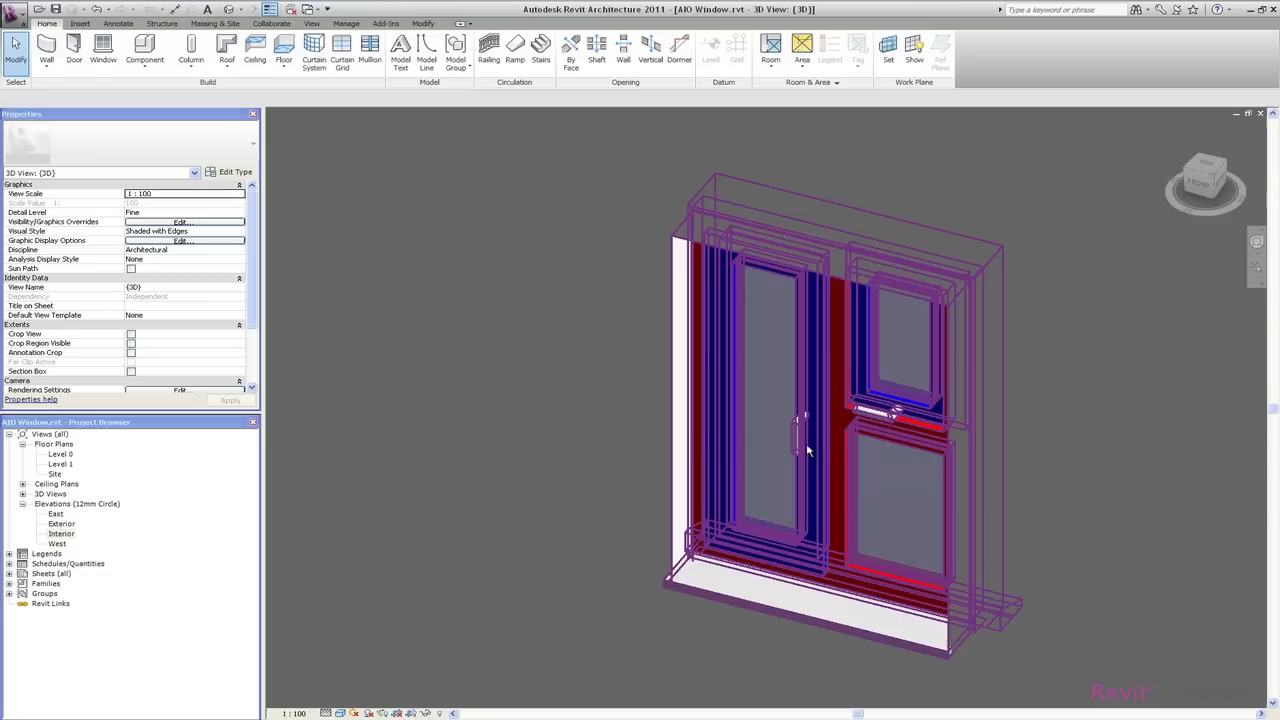 Autodesk Revit Architecture 2011 - [AIO Window.rvt - 3D View: {3D}]
Type a keyword or phrase
Home Insert Annotate Structure Massing & Site Collaborate View Manage Add-Ins Modify
Modify Wall Door Window Component Column Roof Ceiling Floor Curtain System Curtain Grid Mullion Model Text Model Line Model Group Railing Ramp Stairs By Face Shaft Wall Vertical Dormer Level Grid Room Area Legend Tag Set Show Ref Plane
Select Build Model Circulation Opening Datum Room & Area Work Plane
Properties
3D View: {3D} Edit Type
Graphics
View Scale 1 : 100
Scale Value 1: 100
Detail Level Fine
Visibility/Graphics Overrides Edit...
Visual Style Shaded with Edges
Graphic Display Options Edit...
Discipline Architectural
Analysis Display Style None
Sun Path
Identity Data
View Name {3D}
Dependency Independent
Title on Sheet
Default View Template None
Extents
Crop View
Crop Region Visible
Annotation Crop
Far Clip Active
Section Box
Camera
Rendering Settings Edit...
Properties help Apply
AIO Window.rvt - Project Browser
Views (all)
Floor Plans
Level 0
Level 1
Site
Ceiling Plans
3D Views
Elevations (12mm Circle)
East
Exterior
Interior
West
Legends
Schedules/Quantities
Sheets (all)
Families
Groups
Revit Links
TOP
FRONT
Revit
1 : 100